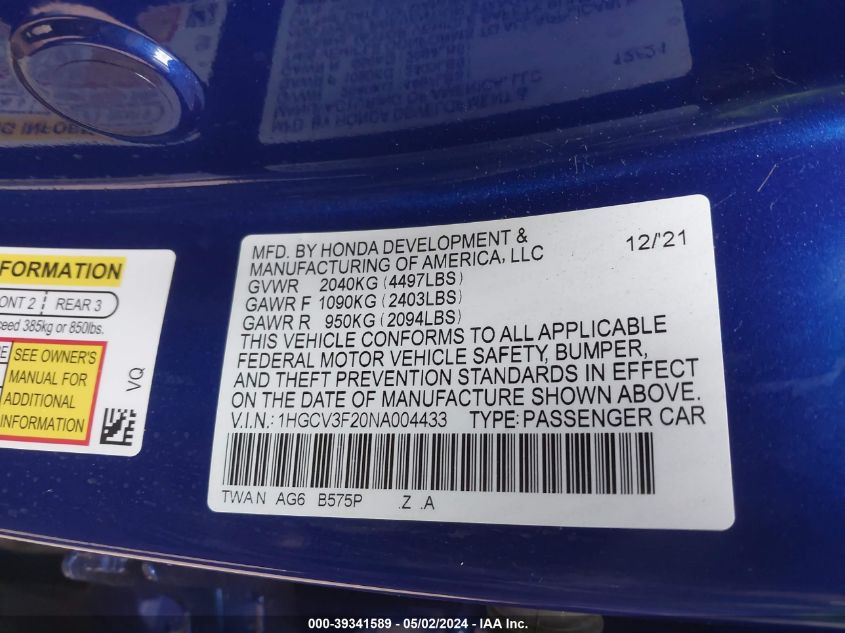 FORMATION
ONT 2 REAR 3
ceed 385kg or 850lbs.
SEE OWNER'S
MANUAL FOR
ADDITIONAL
INFORMATION
VQ
MFD. BY HONDA DEVELOPMENT & 12/'21
MANUFACTURING OF AMERICA, LLC
GVWR 2040KG (4497LBS)
GAWR F 1090KG (2403LBS)
GAWR R 950KG (2094LBS)
THIS VEHICLE CONFORMS TO ALL APPLICABLE
FEDERAL MOTOR VEHICLE SAFETY, BUMPER,
AND THEFT PREVENTION STANDARDS IN EFFECT
ON THE DATE OF MANUFACTURE SHOWN ABOVE.
V.I.N.: 1HGCV3F20NA004433 TYPE: PASSENGER CAR
TWAN AG6 B575P .Z .A
000-39341589 - 05/02/2024 - IAA Inc.